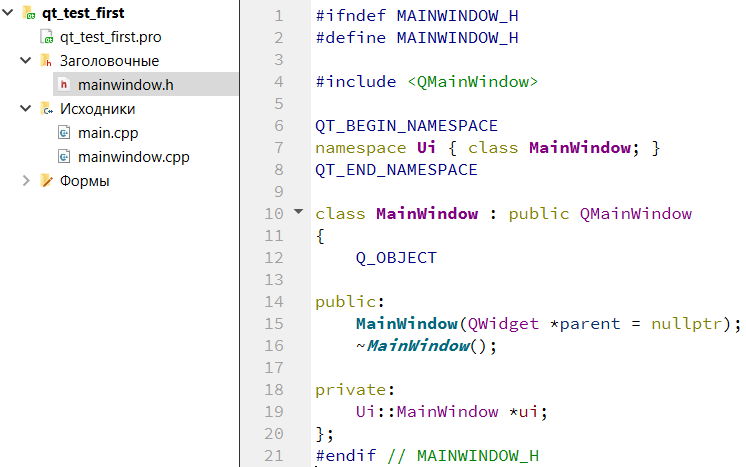 qt_test_first
qt_test_first.pro
Заголовочные
mainwindow.h
Исходники
main.cpp
mainwindow.cpp
Формы
1 #ifndef MAINWINDOW_H
2 #define MAINWINDOW_H
3
4 #include <QMainWindow>
5
6 QT_BEGIN_NAMESPACE
7 namespace Ui { class MainWindow; }
8 QT_END_NAMESPACE
9
10 class MainWindow : public QMainWindow
11 {
12     Q_OBJECT
13
14 public:
15     MainWindow(QWidget *parent = nullptr);
16     ~MainWindow();
17
18 private:
19     Ui::MainWindow *ui;
20 };
21 #endif // MAINWINDOW_H